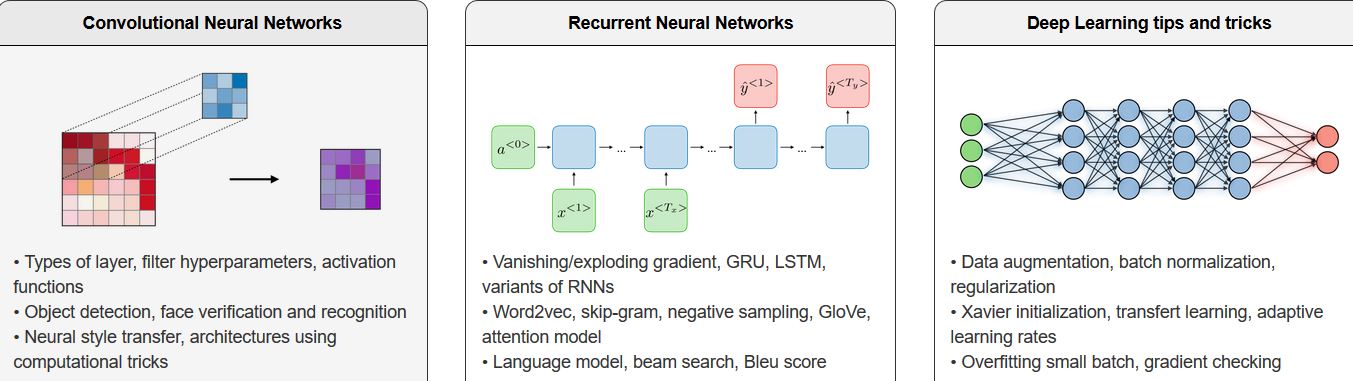 Convolutional Neural Networks
• Types of layer, filter hyperparameters, activation
functions
• Object detection, face verification and recognition
• Neural style transfer, architectures using
computational tricks
Recurrent Neural Networks
ŷ<1>
ŷ<T_y>
a<0>
...
...
...
x<1>
x<T_x>
• Vanishing/exploding gradient, GRU, LSTM,
variants of RNNs
• Word2vec, skip-gram, negative sampling, GloVe,
attention model
• Language model, beam search, Bleu score
Deep Learning tips and tricks
• Data augmentation, batch normalization,
regularization
• Xavier initialization, transfert learning, adaptive
learning rates
• Overfitting small batch, gradient checking